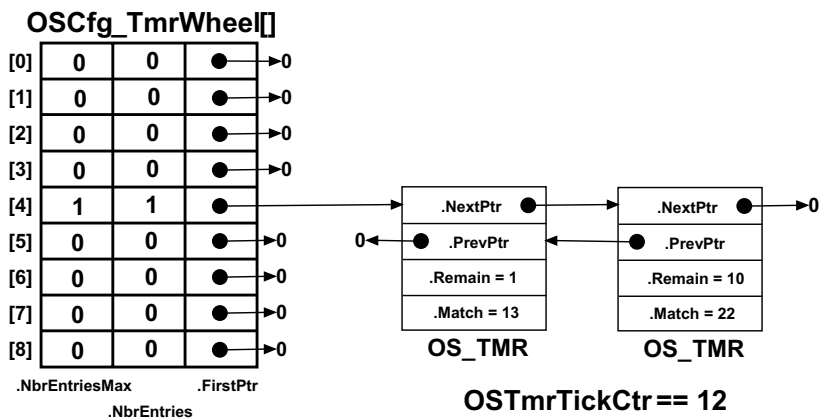 OSCfg_TmrWheel[]
[0] 0 0 0
[1] 0 0 0
[2] 0 0 0
[3] 0 0 0
[4] 1 1 .NextPtr .NextPtr 0
[5] 0 0 0 0 .PrevPtr .PrevPtr
[6] 0 0 0 .Remain = 1 .Remain = 10
[7] 0 0 0 .Match = 13 .Match = 22
[8] 0 0 0 OS_TMR OS_TMR
.NbrEntriesMax .FirstPtr
.NbrEntries
OSTmrTickCtr == 12